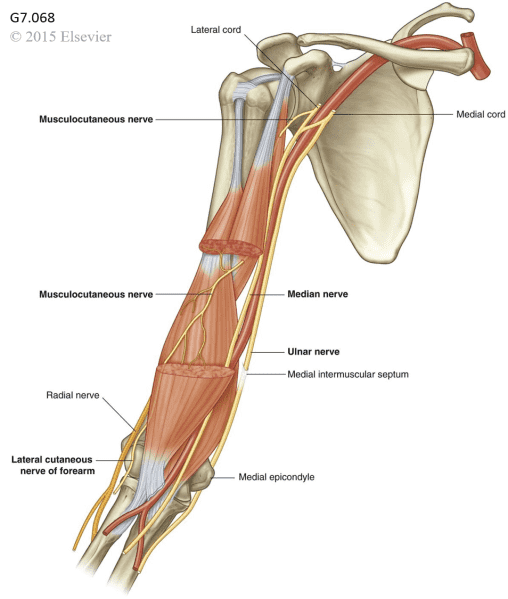 G7.068
© 2015 Elsevier
Lateral cord
Musculocutaneous nerve
Medial cord
Musculocutaneous nerve
Median nerve
Ulnar nerve
Medial intermuscular septum
Radial nerve
Lateral cutaneous
nerve of forearm
Medial epicondyle